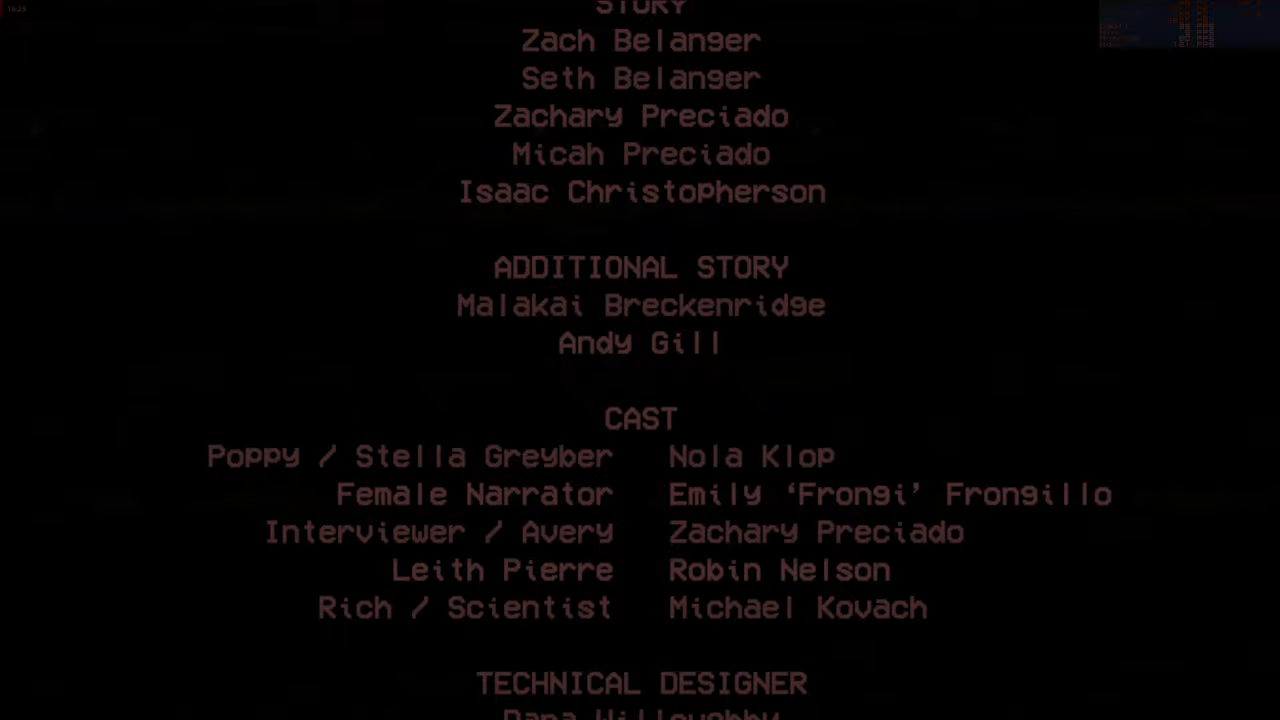 STORY
Zach Belanger
Seth Belanger
Zachary Preciado
Micah Preciado
Isaac Christopherson
ADDITIONAL STORY
Malakai Breckenridge
Andy Gill
CAST
Poppy / Stella Greyber Nola Klop
Female Narrator Emily ‘Frongi’ Frongillo
Interviewer / Avery Zachary Preciado
Leith Pierre Robin Nelson
Rich / Scientist Michael Kovach
TECHNICAL DESIGNER